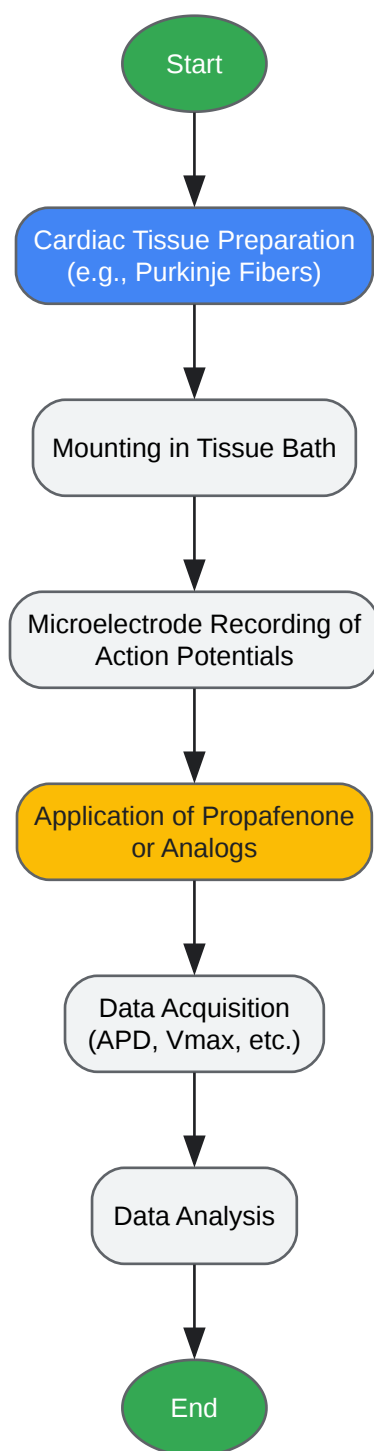 Start
Cardiac Tissue Preparation
(e.g., Purkinje Fibers)
Mounting in Tissue Bath
Microelectrode Recording of
Action Potentials
Application of Propafenone
or Analogs
Data Acquisition
(APD, Vmax, etc.)
Data Analysis
End